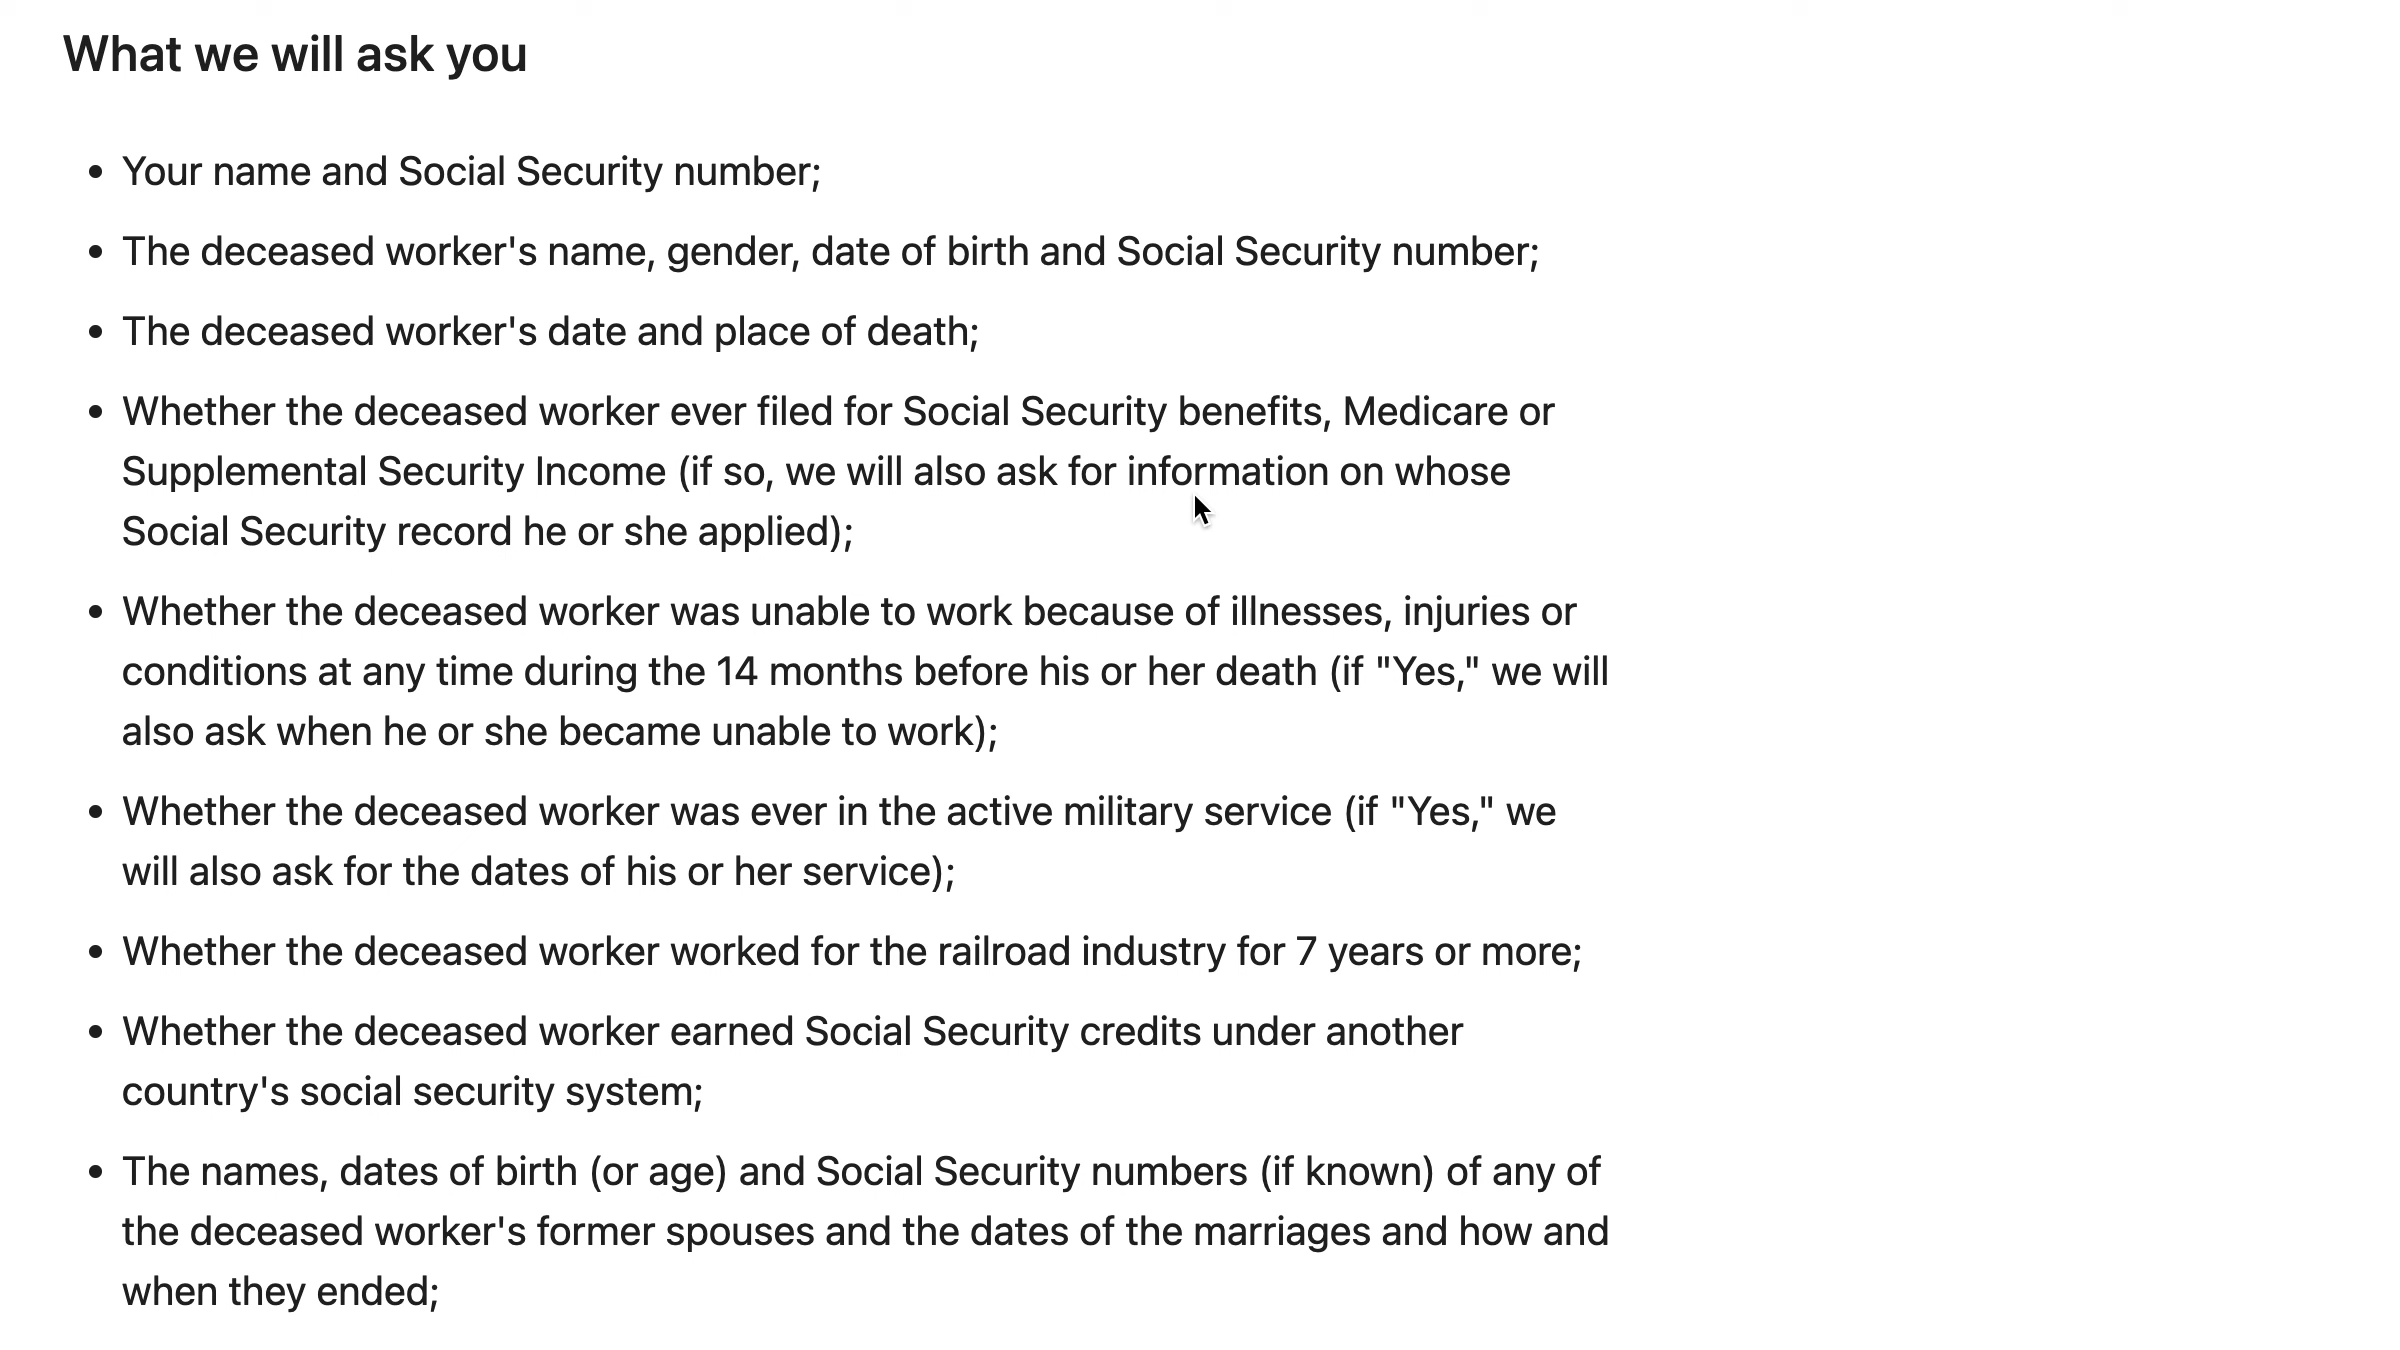 What we will ask you
• Your name and Social Security number;
• The deceased worker's name, gender, date of birth and Social Security number;
• The deceased worker's date and place of death;
• Whether the deceased worker ever filed for Social Security benefits, Medicare or
Supplemental Security Income (if so, we will also ask for information on whose
Social Security record he or she applied);
• Whether the deceased worker was unable to work because of illnesses, injuries or
conditions at any time during the 14 months before his or her death (if "Yes," we will
also ask when he or she became unable to work);
• Whether the deceased worker was ever in the active military service (if "Yes," we
will also ask for the dates of his or her service);
• Whether the deceased worker worked for the railroad industry for 7 years or more;
• Whether the deceased worker earned Social Security credits under another
country's social security system;
• The names, dates of birth (or age) and Social Security numbers (if known) of any of
the deceased worker's former spouses and the dates of the marriages and how and
when they ended;